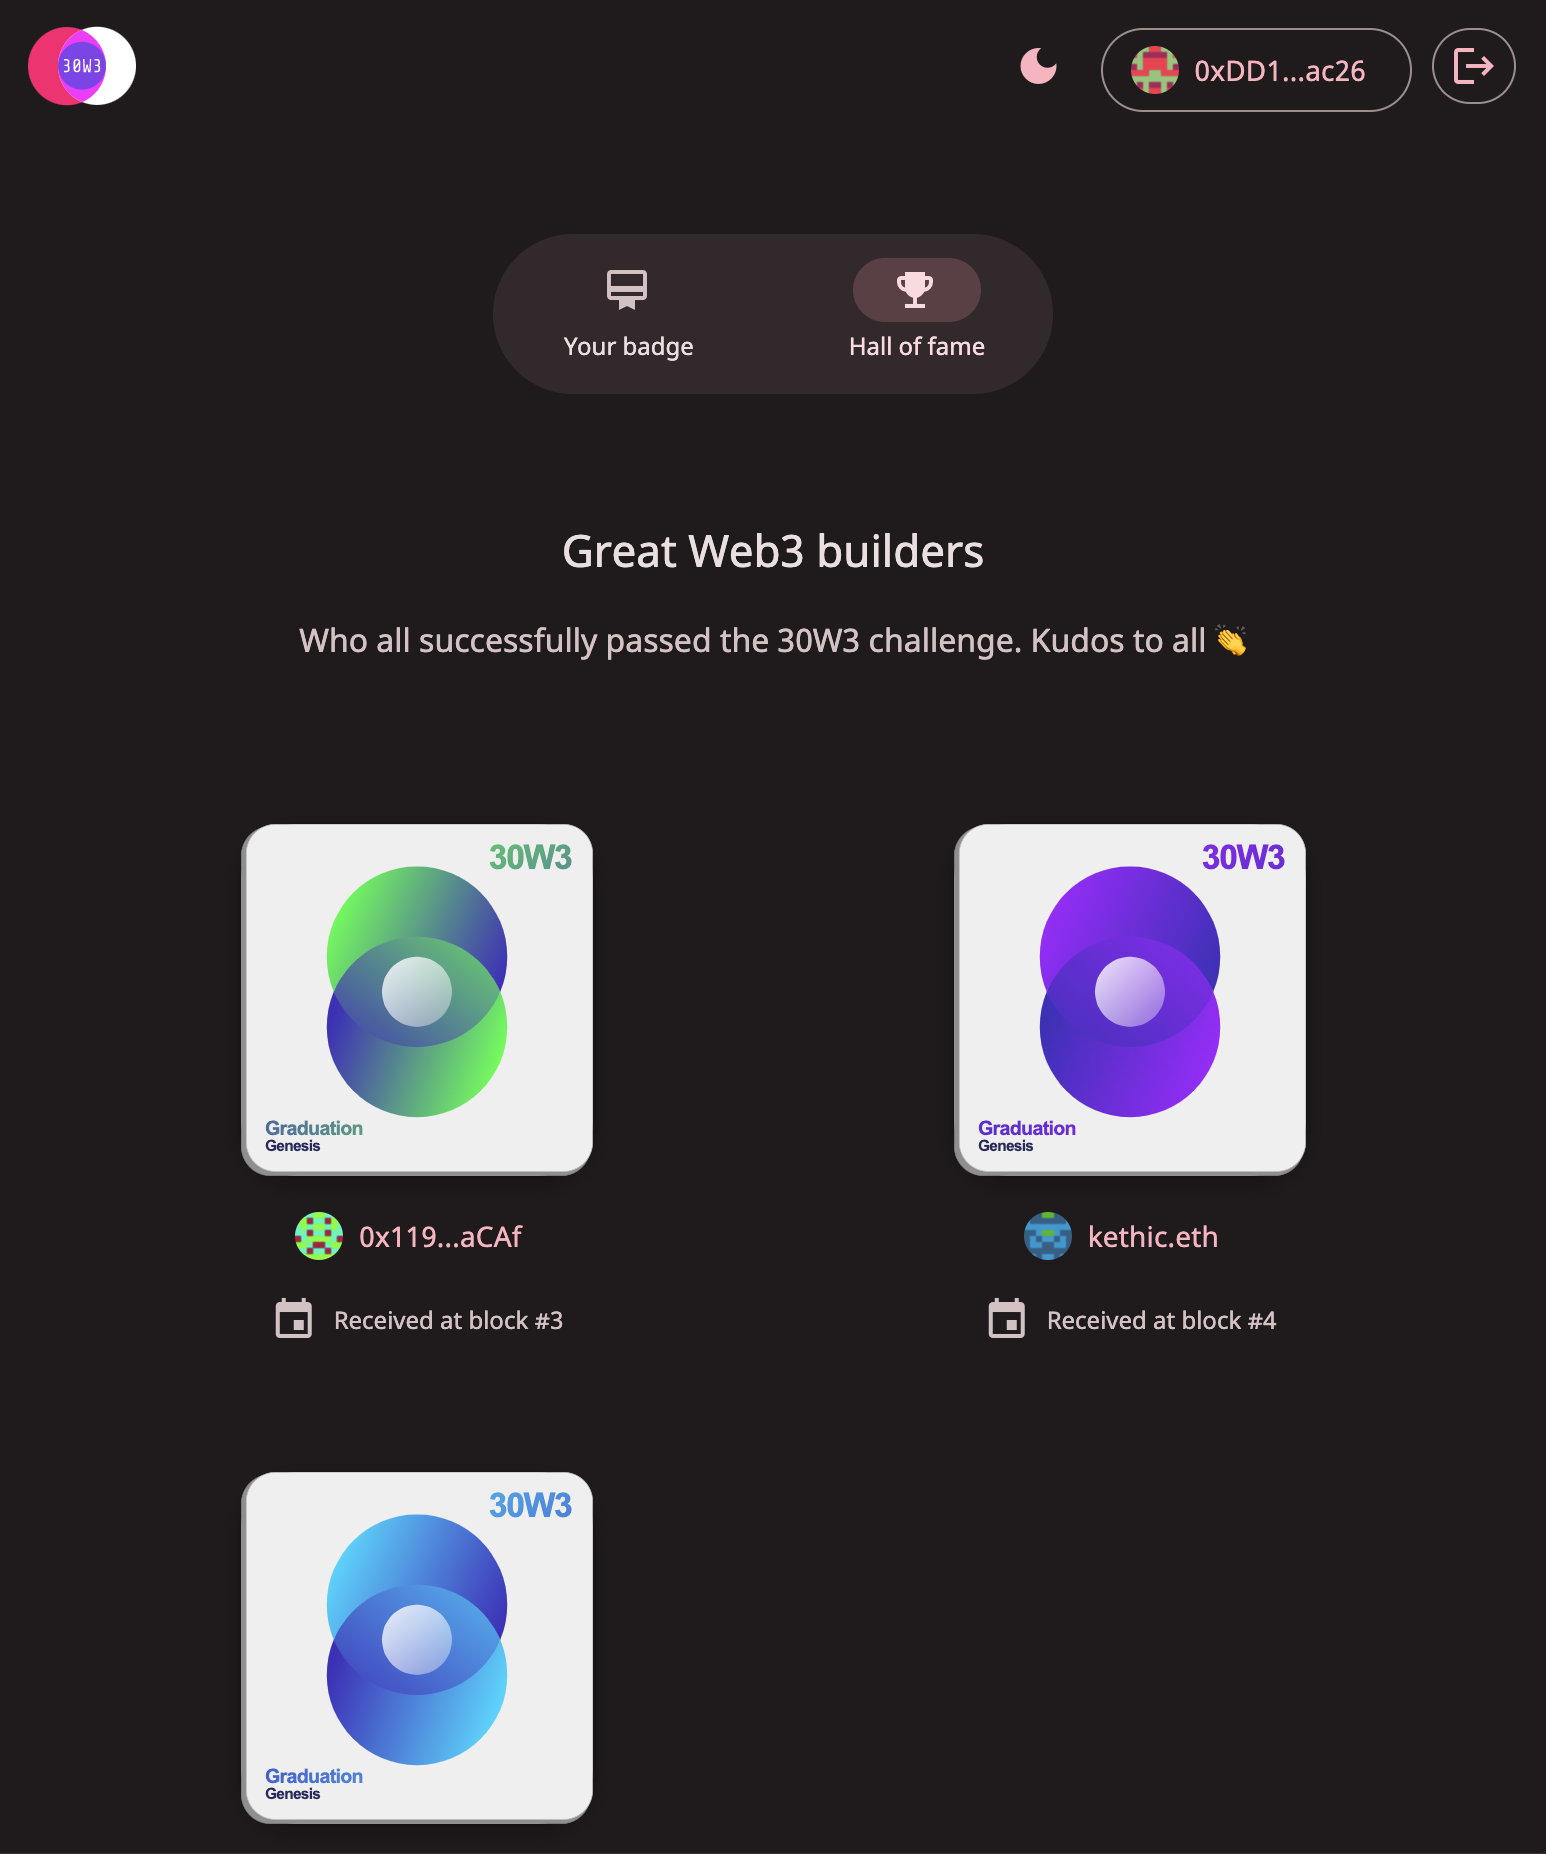 30W3
0xDD1...ac26
Your badge
Hall of fame
Great Web3 builders
Who all successfully passed the 30W3 challenge. Kudos to all 👏
30W3
Graduation
Genesis
0x119...aCAf
Received at block #3
30W3
Graduation
Genesis
kethic.eth
Received at block #4
30W3
Graduation
Genesis